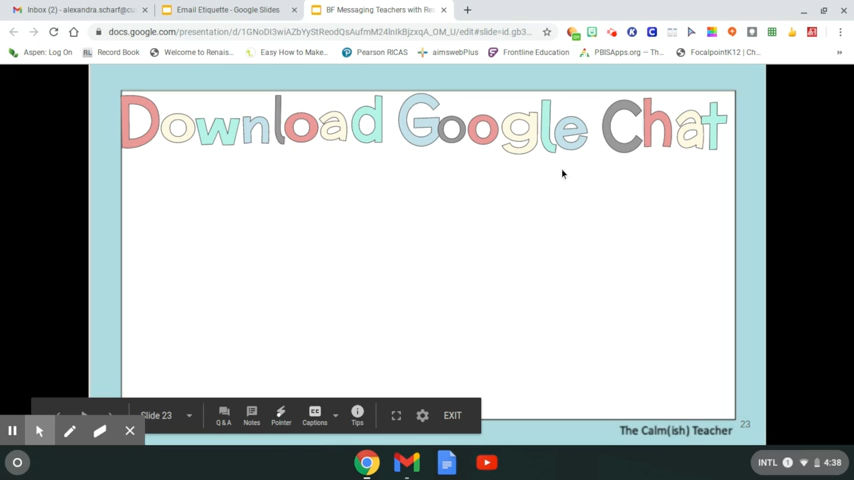 Inbox (2) - alexandra.scharf@cu
Email Etiquette - Google Slides
BF Messaging Teachers with Re
docs.google.com/presentation/d/1GNoDI3wiAZbYyStReodQsAufmM24lnIkBjzxqA_OM_U/edit#slide=id.gb3...
Aspen: Log On
Record Book
Welcome to Renais...
Easy How to Make...
Pearson RICAS
aimswebPlus
Frontline Education
PBISApps.org — Th...
FocalpointK12 | Ch...
Download Google Chat
Slide 23
Q & A
Notes
Pointer
Captions
Tips
EXIT
The Calm(ish) Teacher
23
INTL
1
4:38